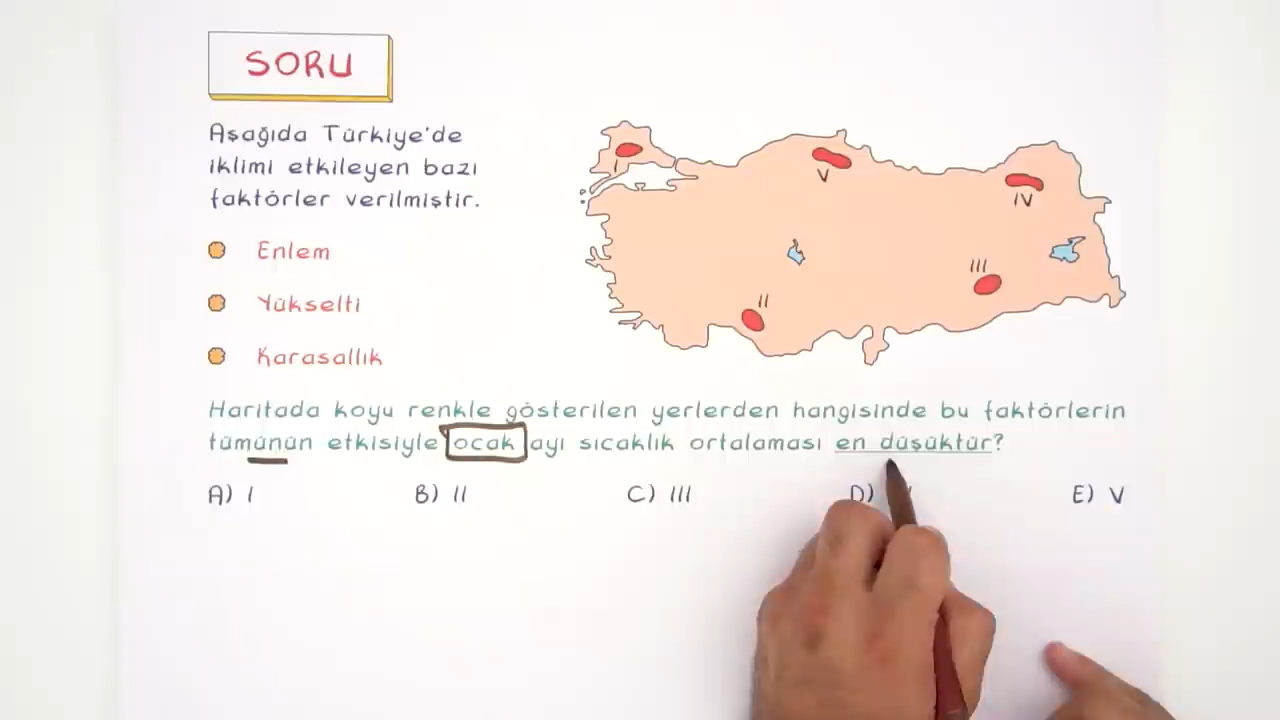 SORU
Aşağıda Türkiye'de
iklimi etkileyen bazı
faktörler verilmiştir.
Enlem
Yükselti
Karasallık
I
V
IV
III
II
Haritada koyu renkle gösterilen yerlerden hangisinde bu faktörlerin
tümünün etkisiyle ocak ayı sıcaklık ortalaması en düşüktür?
A) I B) II C) III D) E) V